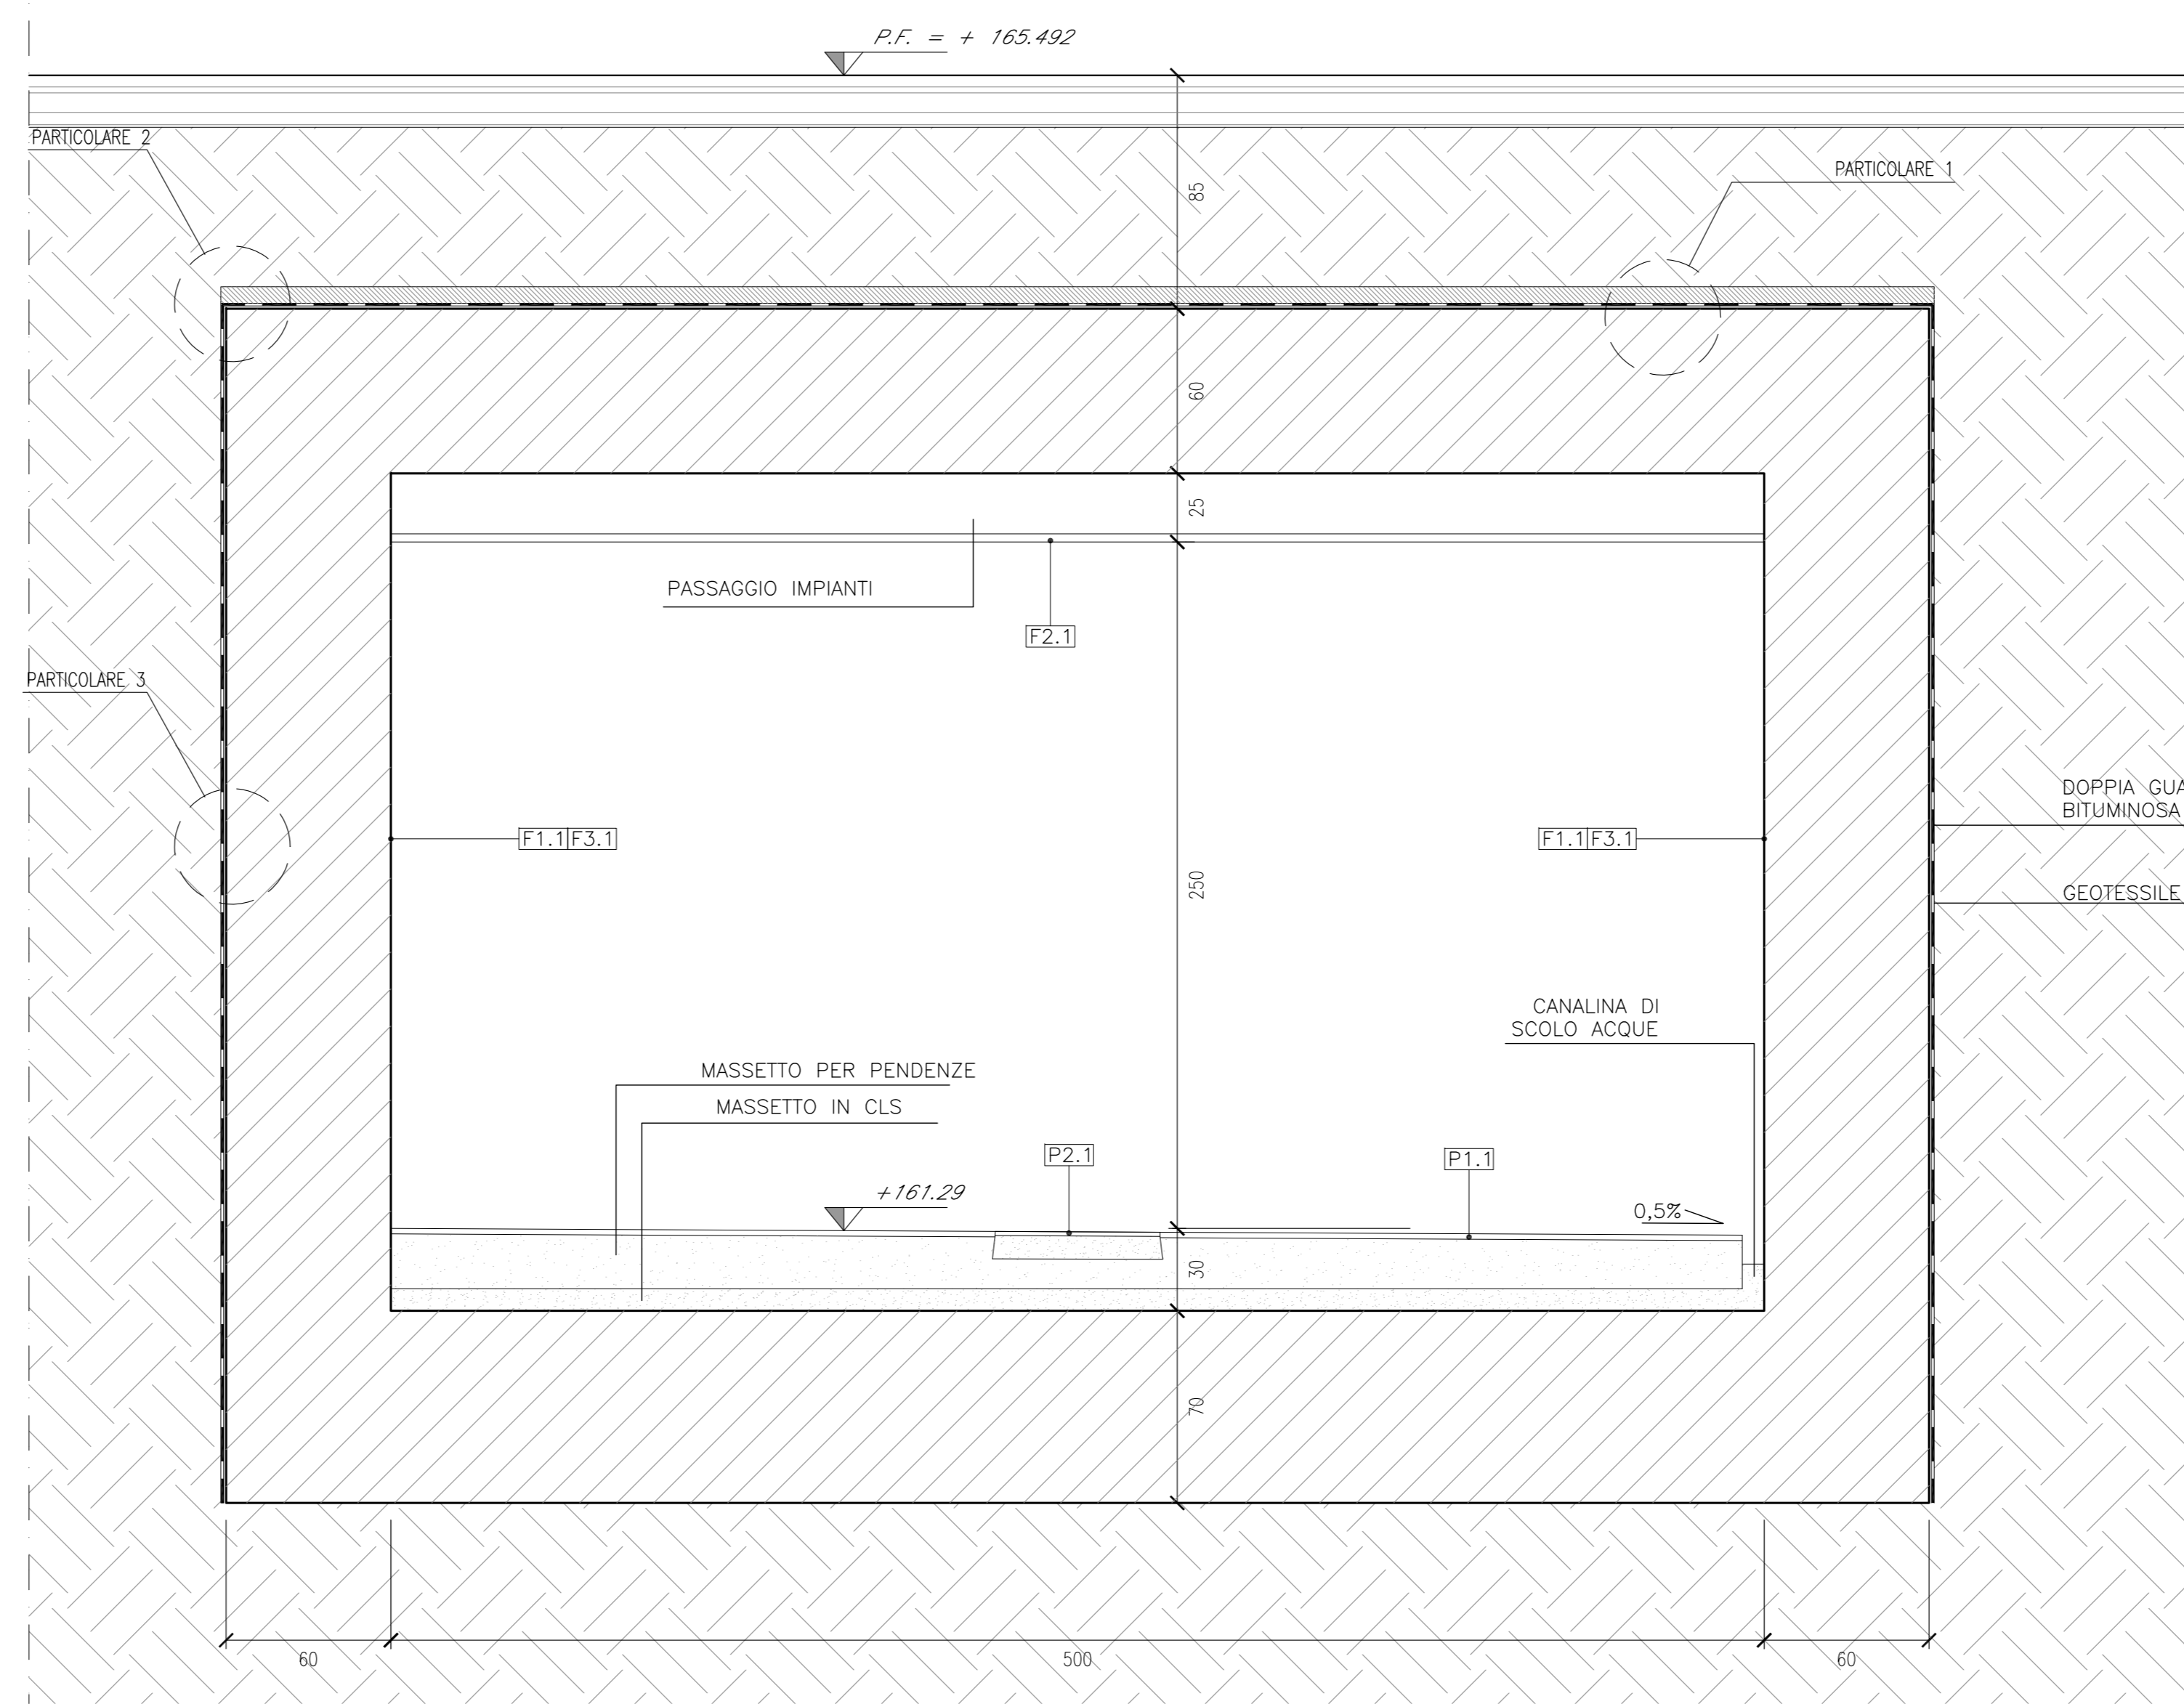 P.F. = + 165.492
PARTICOLARE 2
PARTICOLARE 1
85
60
25
PASSAGGIO IMPIANTI
F2.1
PARTICOLARE 3
DOPPIA GUA
BITUMINOSA
F1.1 F3.1
F1.1 F3.1
250
GEOTESSILE
CANALINA DI
SCOLO ACQUE
MASSETTO PER PENDENZE
MASSETTO IN CLS
P2.1
P1.1
+161.29
0,5%
30
70
60
500
60